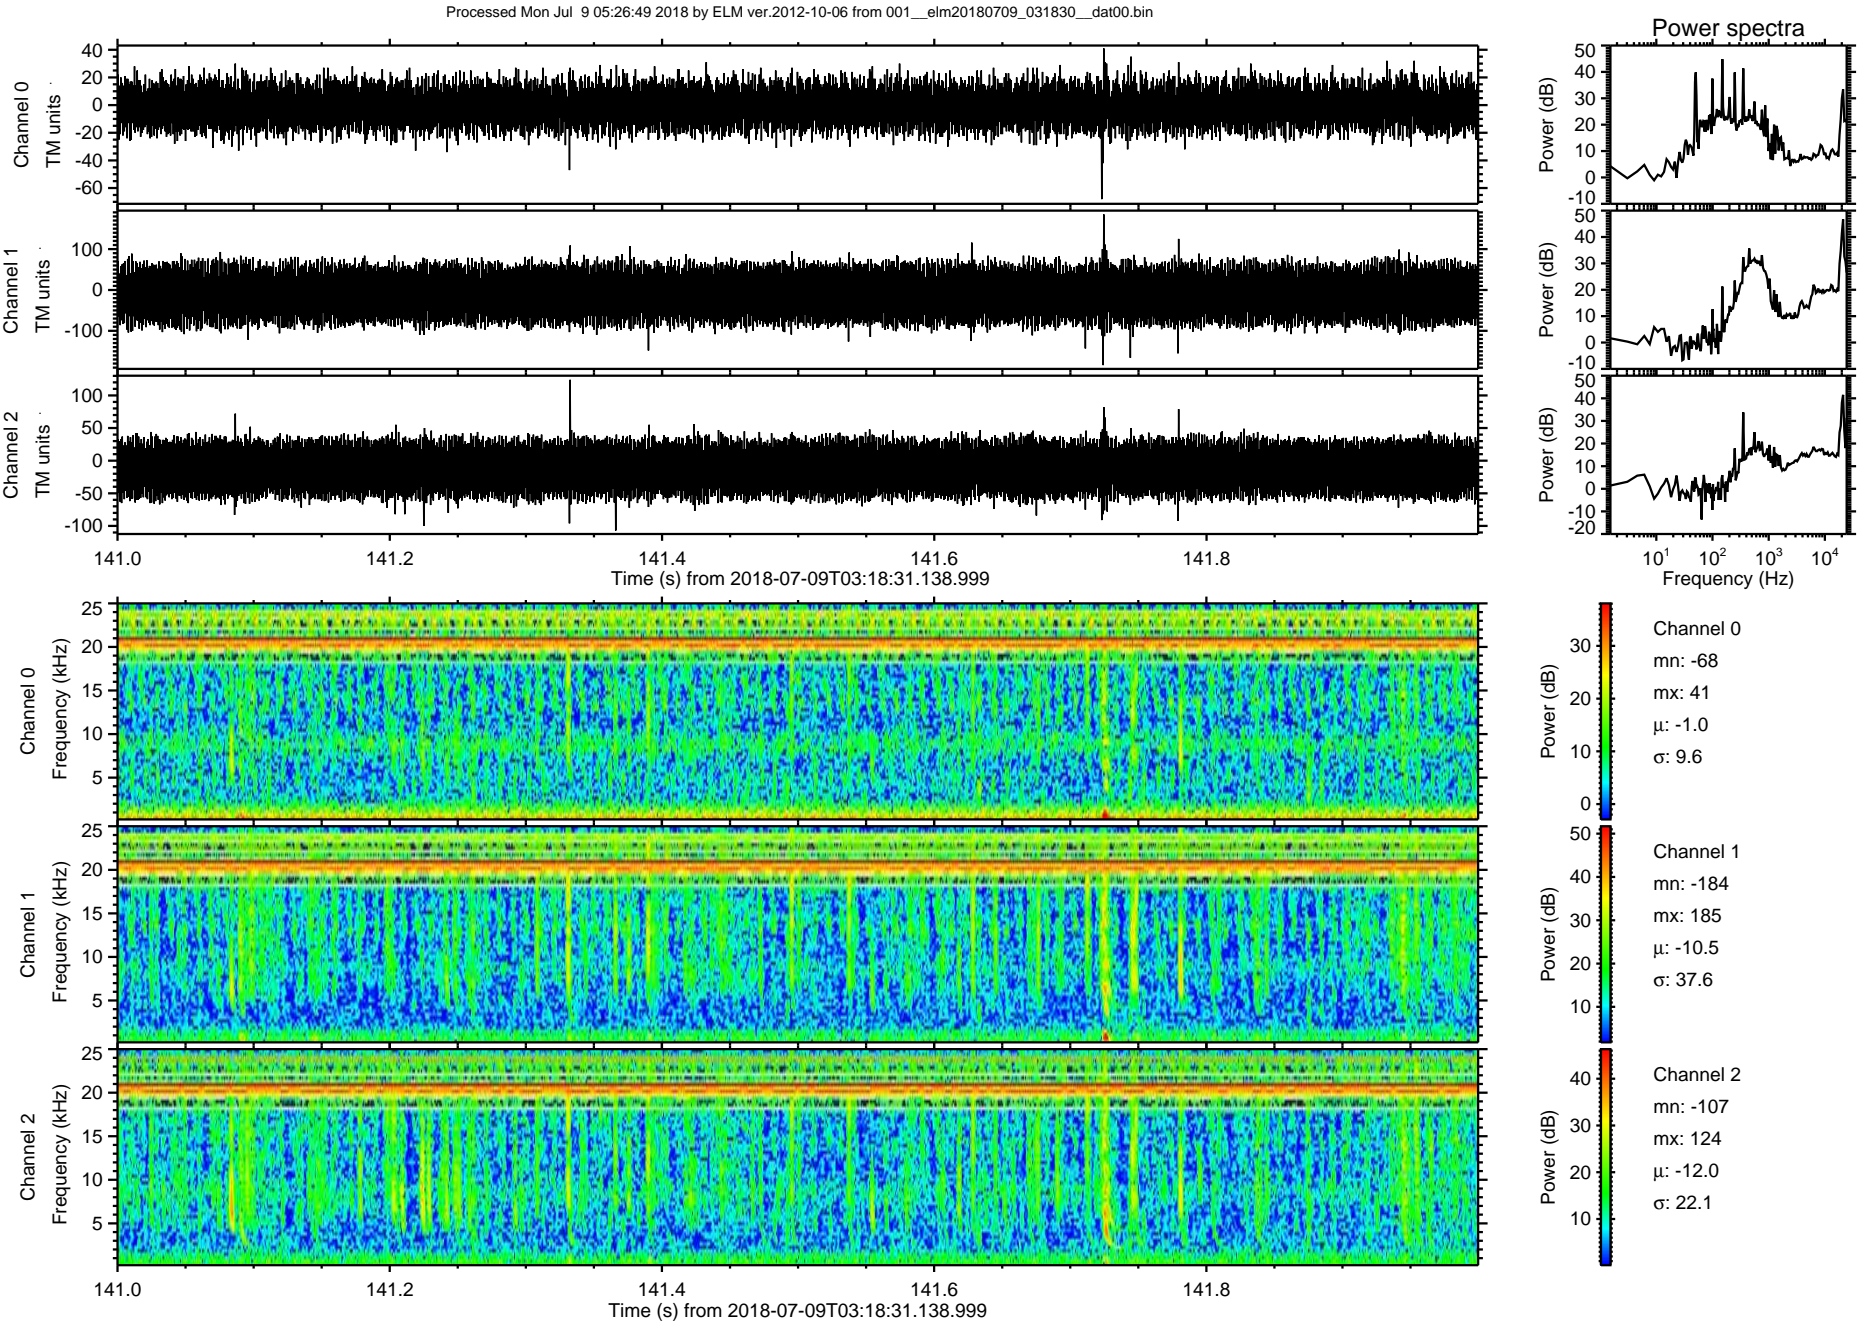 Processed Mon Jul  9 05:26:49 2018 by ELM ver.2012-10-06 from 001__elm20180709_031830__dat00.bin
Power spectra
Channel 0
TM units
40
20
0
-20
-40
-60
Power (dB)
50
40
30
20
10
0
-10
Channel 1
TM units
100
0
-100
Power (dB)
50
40
30
20
10
0
-10
Channel 2
TM units
100
50
0
-50
-100
Power (dB)
50
40
30
20
10
0
-10
-20
141.0 141.2 141.4 141.6 141.8
Time (s) from 2018-07-09T03:18:31.138.999
10^1 10^2 10^3 10^4
Frequency (Hz)
Channel 0
Frequency (kHz)
25
20
15
10
5
Power (dB)
30
20
10
0
Channel 0
mn: -68
mx: 41
μ: -1.0
σ: 9.6
Channel 1
Frequency (kHz)
25
20
15
10
5
Power (dB)
50
40
30
20
10
Channel 1
mn: -184
mx: 185
μ: -10.5
σ: 37.6
Channel 2
Frequency (kHz)
25
20
15
10
5
Power (dB)
40
30
20
10
Channel 2
mn: -107
mx: 124
μ: -12.0
σ: 22.1
141.0 141.2 141.4 141.6 141.8
Time (s) from 2018-07-09T03:18:31.138.999